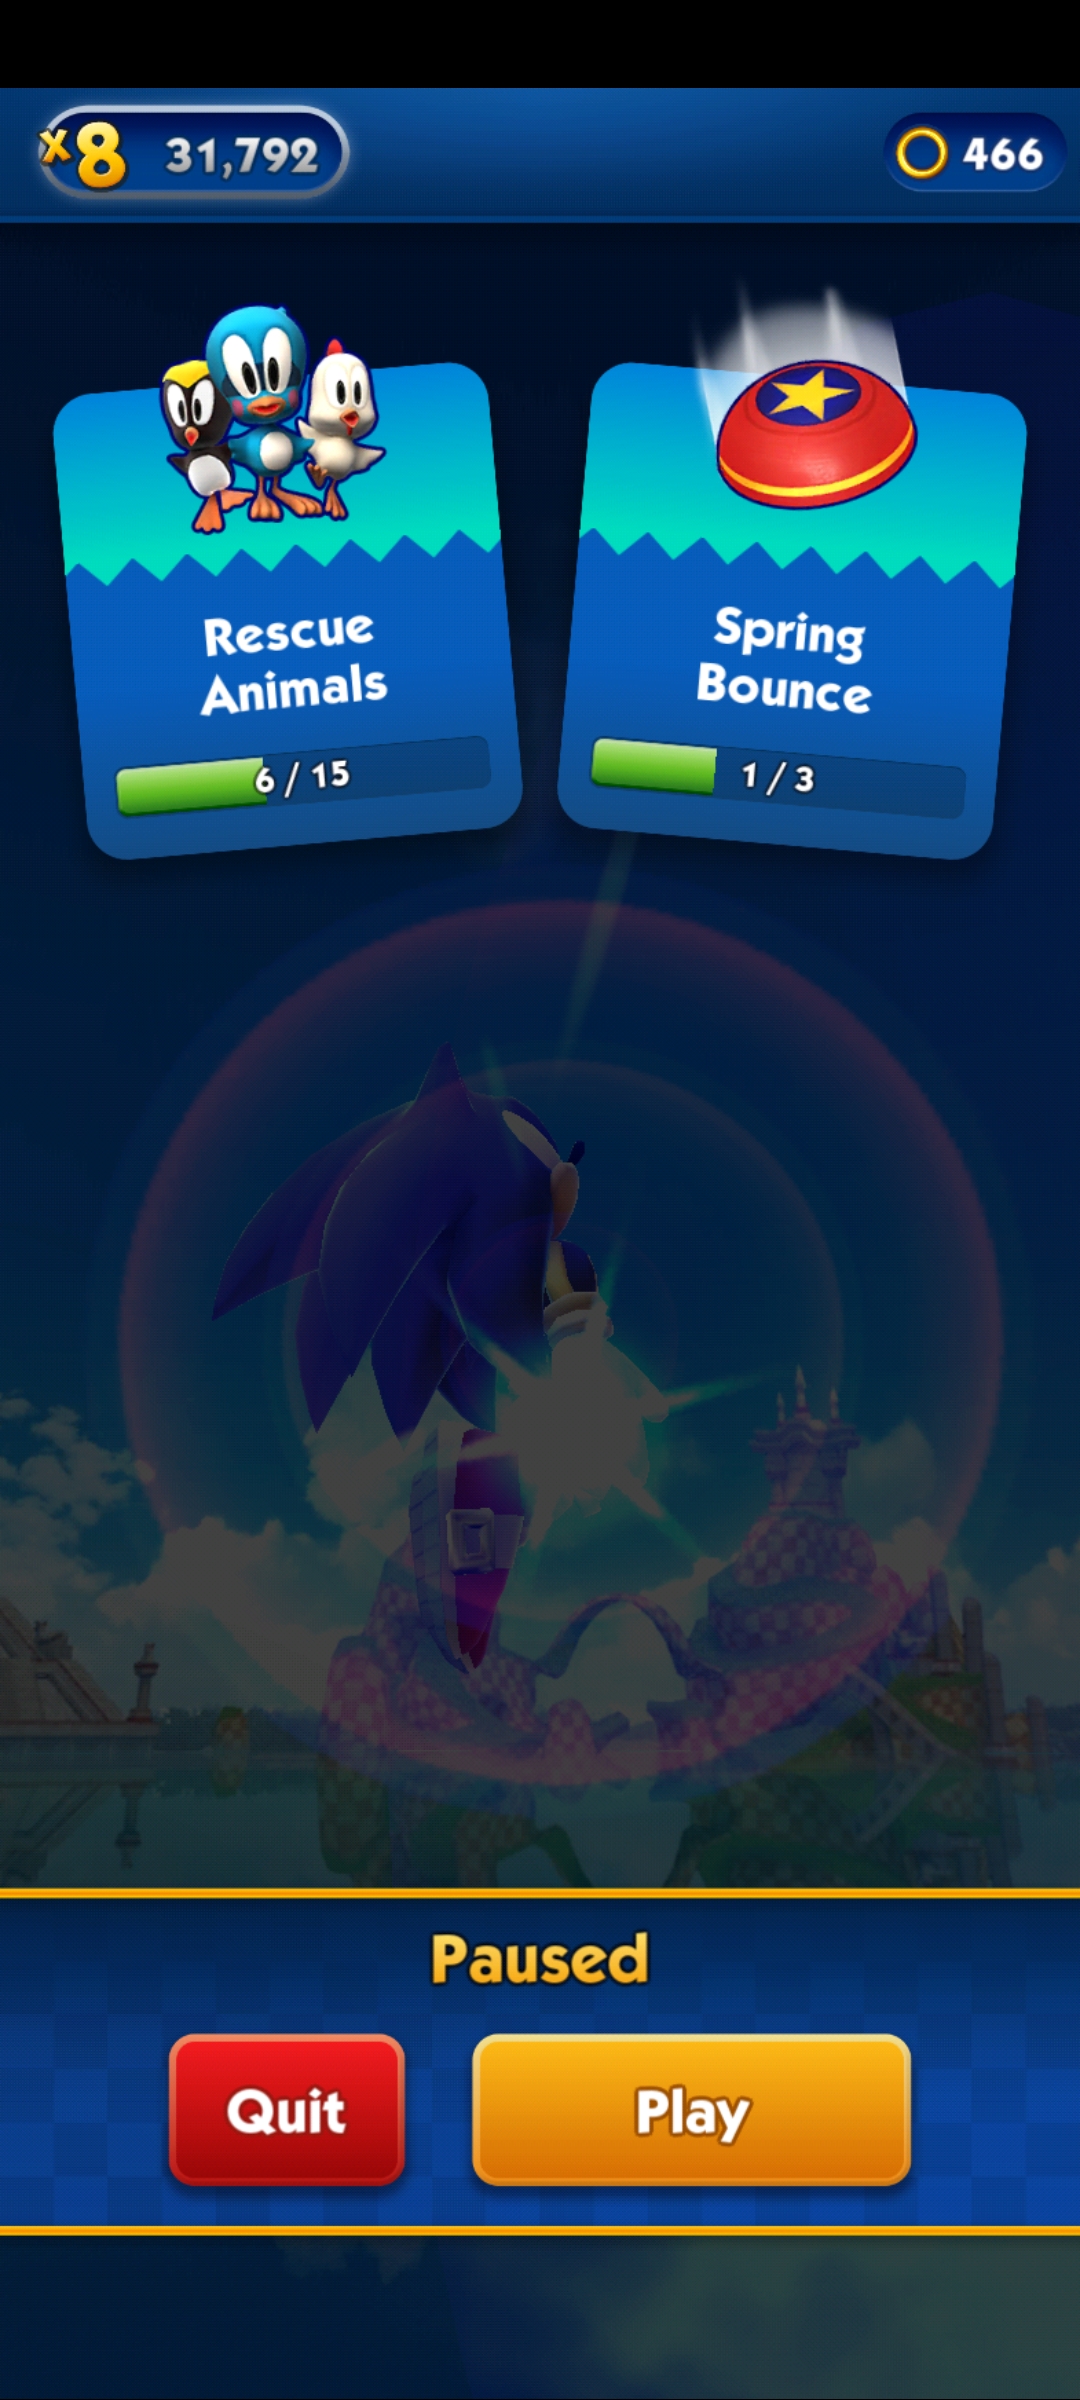 x8 31,792
466
Rescue
Animals
6 / 15
Spring
Bounce
1 / 3
Paused
Quit
Play